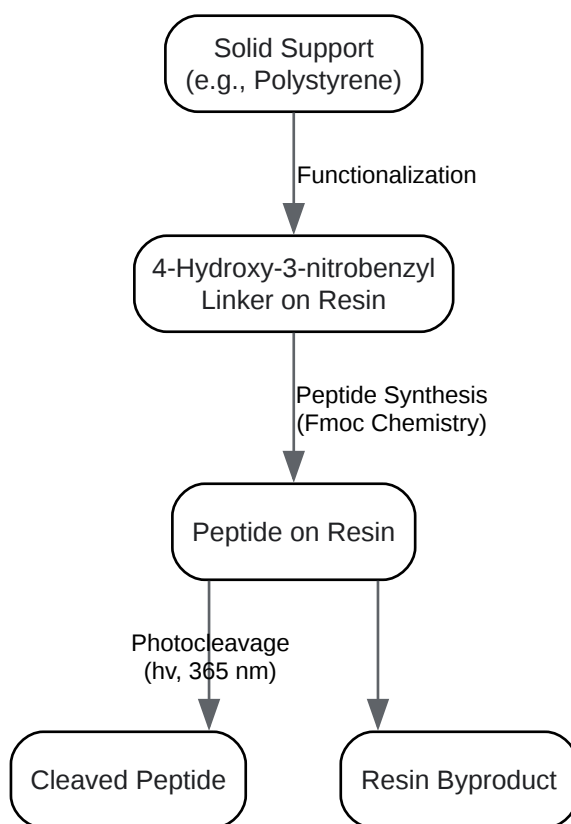 Solid Support
(e.g., Polystyrene)
Functionalization
4-Hydroxy-3-nitrobenzyl
Linker on Resin
Peptide Synthesis
(Fmoc Chemistry)
Peptide on Resin
Photocleavage
(hv, 365 nm)
Cleaved Peptide
Resin Byproduct